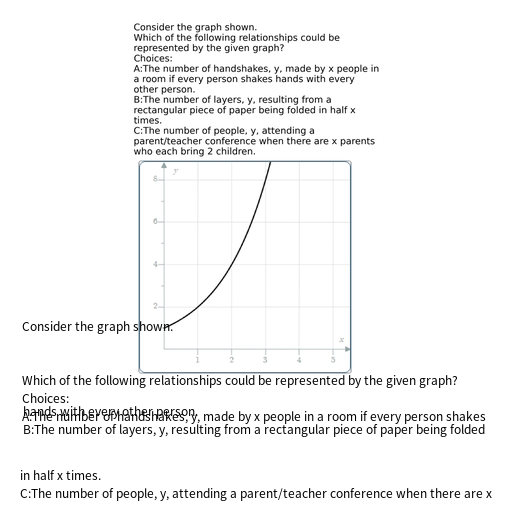 Consider the graph shown.
Which of the following relationships could be
represented by the given graph?
Choices:
A:The number of handshakes, y, made by x people in
a room if every person shakes hands with every
other person.
B:The number of layers, y, resulting from a
rectangular piece of paper being folded in half x
times.
C:The number of people, y, attending a
parent/teacher conference when there are x parents
who each bring 2 children.
y
8
6
4
2
x
1 2 3 4 5
Consider the graph shown.
Which of the following relationships could be represented by the given graph?
Choices:
hands with every other person.
A:The number of handshakes, y, made by x people in a room if every person shakes
B:The number of layers, y, resulting from a rectangular piece of paper being folded
in half x times.
C:The number of people, y, attending a parent/teacher conference when there are x